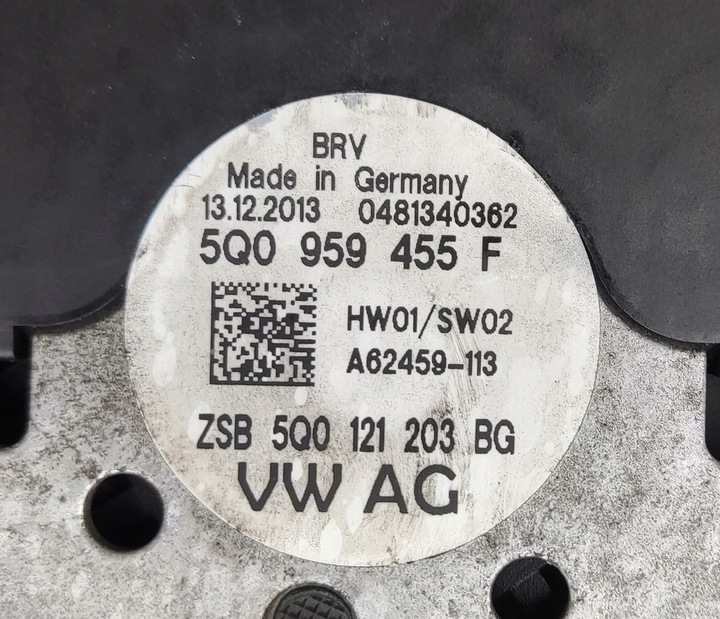 BRV
Made in Germany
13.12.2013 0481340362
5Q0 959 455 F
HW01/SW02
A62459-113
ZSB 5Q0 121 203 BG
VW AG